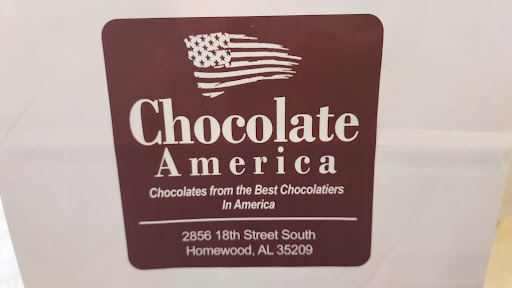 Chocolate
America
Chocolates from the Best Chocolatiers
In America
2856 18th Street South
Homewood, AL 35209